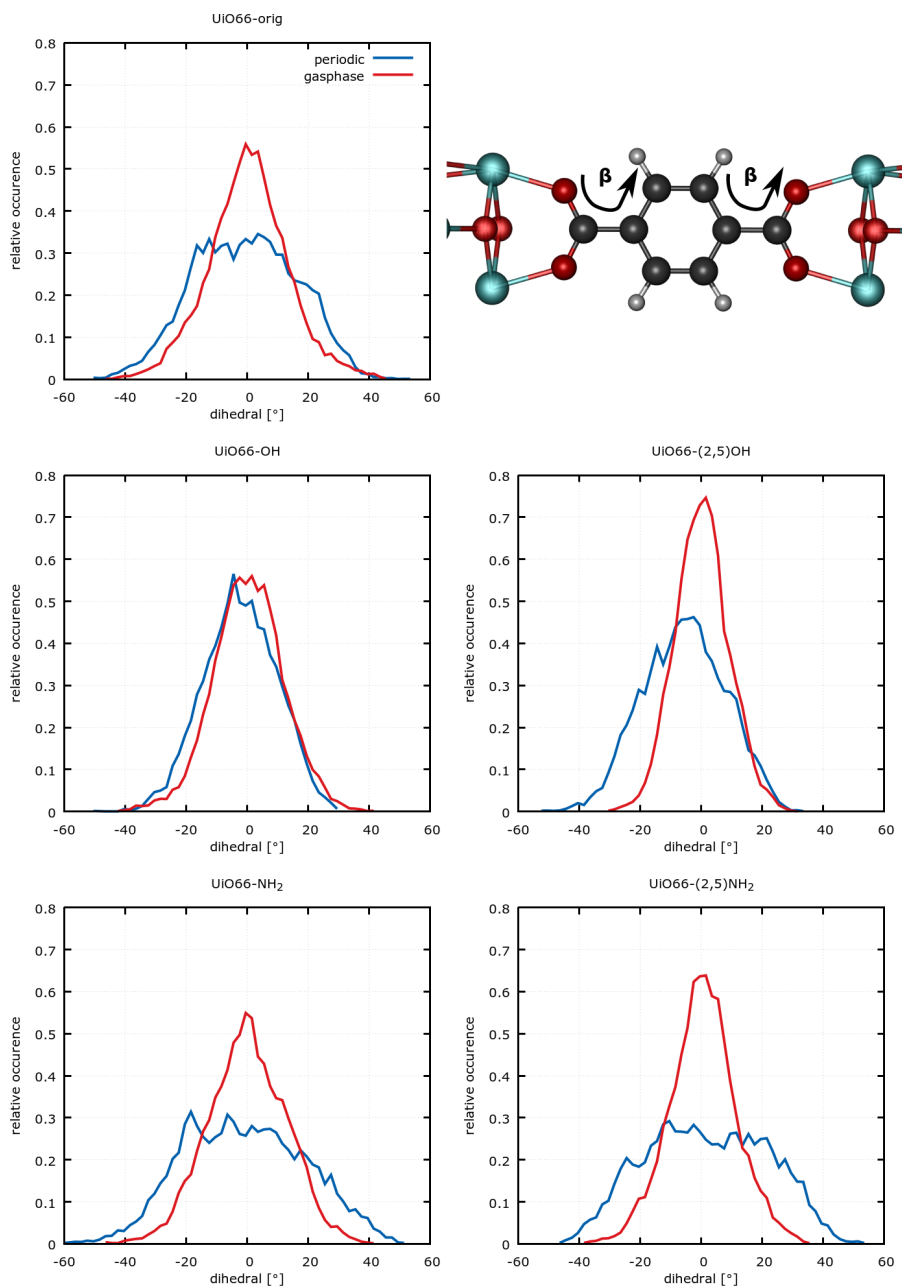 UiO66-orig
0.8
0.7
0.6
0.5
0.4
0.3
0.2
0.1
0
-60 -40 -20 0 20 40 60
relative occurence
dihedral [°]
periodic
gasphase
β β
UiO66-OH
0.8
0.7
0.6
0.5
0.4
0.3
0.2
0.1
0
-60 -40 -20 0 20 40 60
relative occurence
dihedral [°]
UiO66-(2,5)OH
0.8
0.7
0.6
0.5
0.4
0.3
0.2
0.1
0
-60 -40 -20 0 20 40 60
relative occurence
dihedral [°]
UiO66-NH₂
0.8
0.7
0.6
0.5
0.4
0.3
0.2
0.1
0
-60 -40 -20 0 20 40 60
relative occurence
dihedral [°]
UiO66-(2,5)NH₂
0.8
0.7
0.6
0.5
0.4
0.3
0.2
0.1
0
-60 -40 -20 0 20 40 60
relative occurence
dihedral [°]